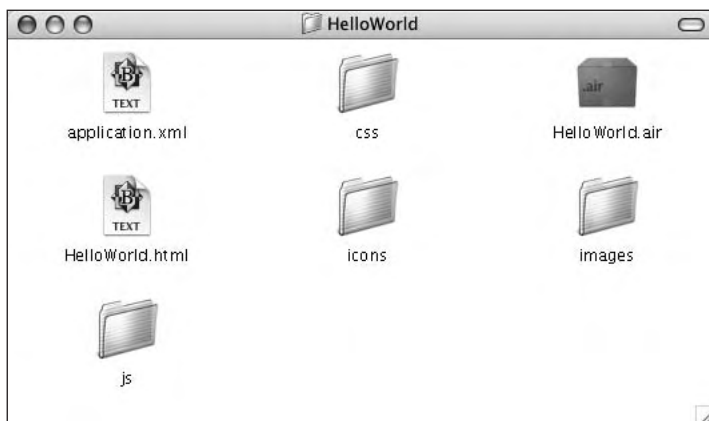 HelloWorld
B
TEXT
application.xml
css
.air
HelloWorld.air
B
TEXT
HelloWorld.html
icons
images
js